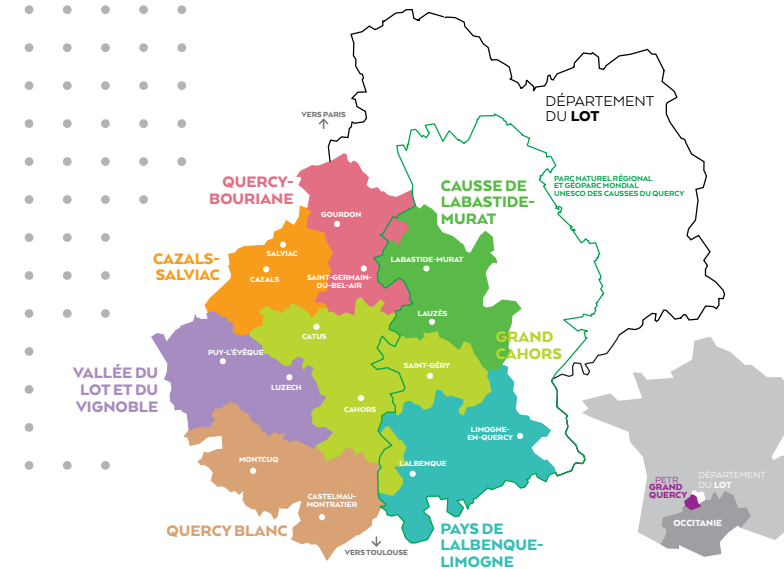 DÉPARTEMENT
DU LOT
VERS PARIS
PARC NATUREL RÉGIONAL
ET GÉOPARC MONDIAL
UNESCO DES CAUSSES DU QUERCY
QUERCY-
BOURIANE
CAUSSE DE
LABASTIDE-
MURAT
GOURDON
CAZALS-
SALVIAC
SALVIAC
CAZALS
SAINT-GERMAIN-
DU-BEL-AIR
LABASTIDE-MURAT
LAUZÈS
CATUS
GRAND
CAHORS
PUY-L'ÉVÊQUE
SAINT-GÉRY
VALLÉE DU
LOT ET DU
VIGNOBLE
LUZECH
CAHORS
LIMOGNE-
EN-QUERCY
MONTCUQ
LALBENQUE
CASTELNAU-
MONTRATIER
QUERCY BLANC
VERS TOULOUSE
PAYS DE
LALBENQUE-
LIMOGNE
PETR
GRAND
QUERCY
DÉPARTEMENT
DU LOT
OCCITANIE